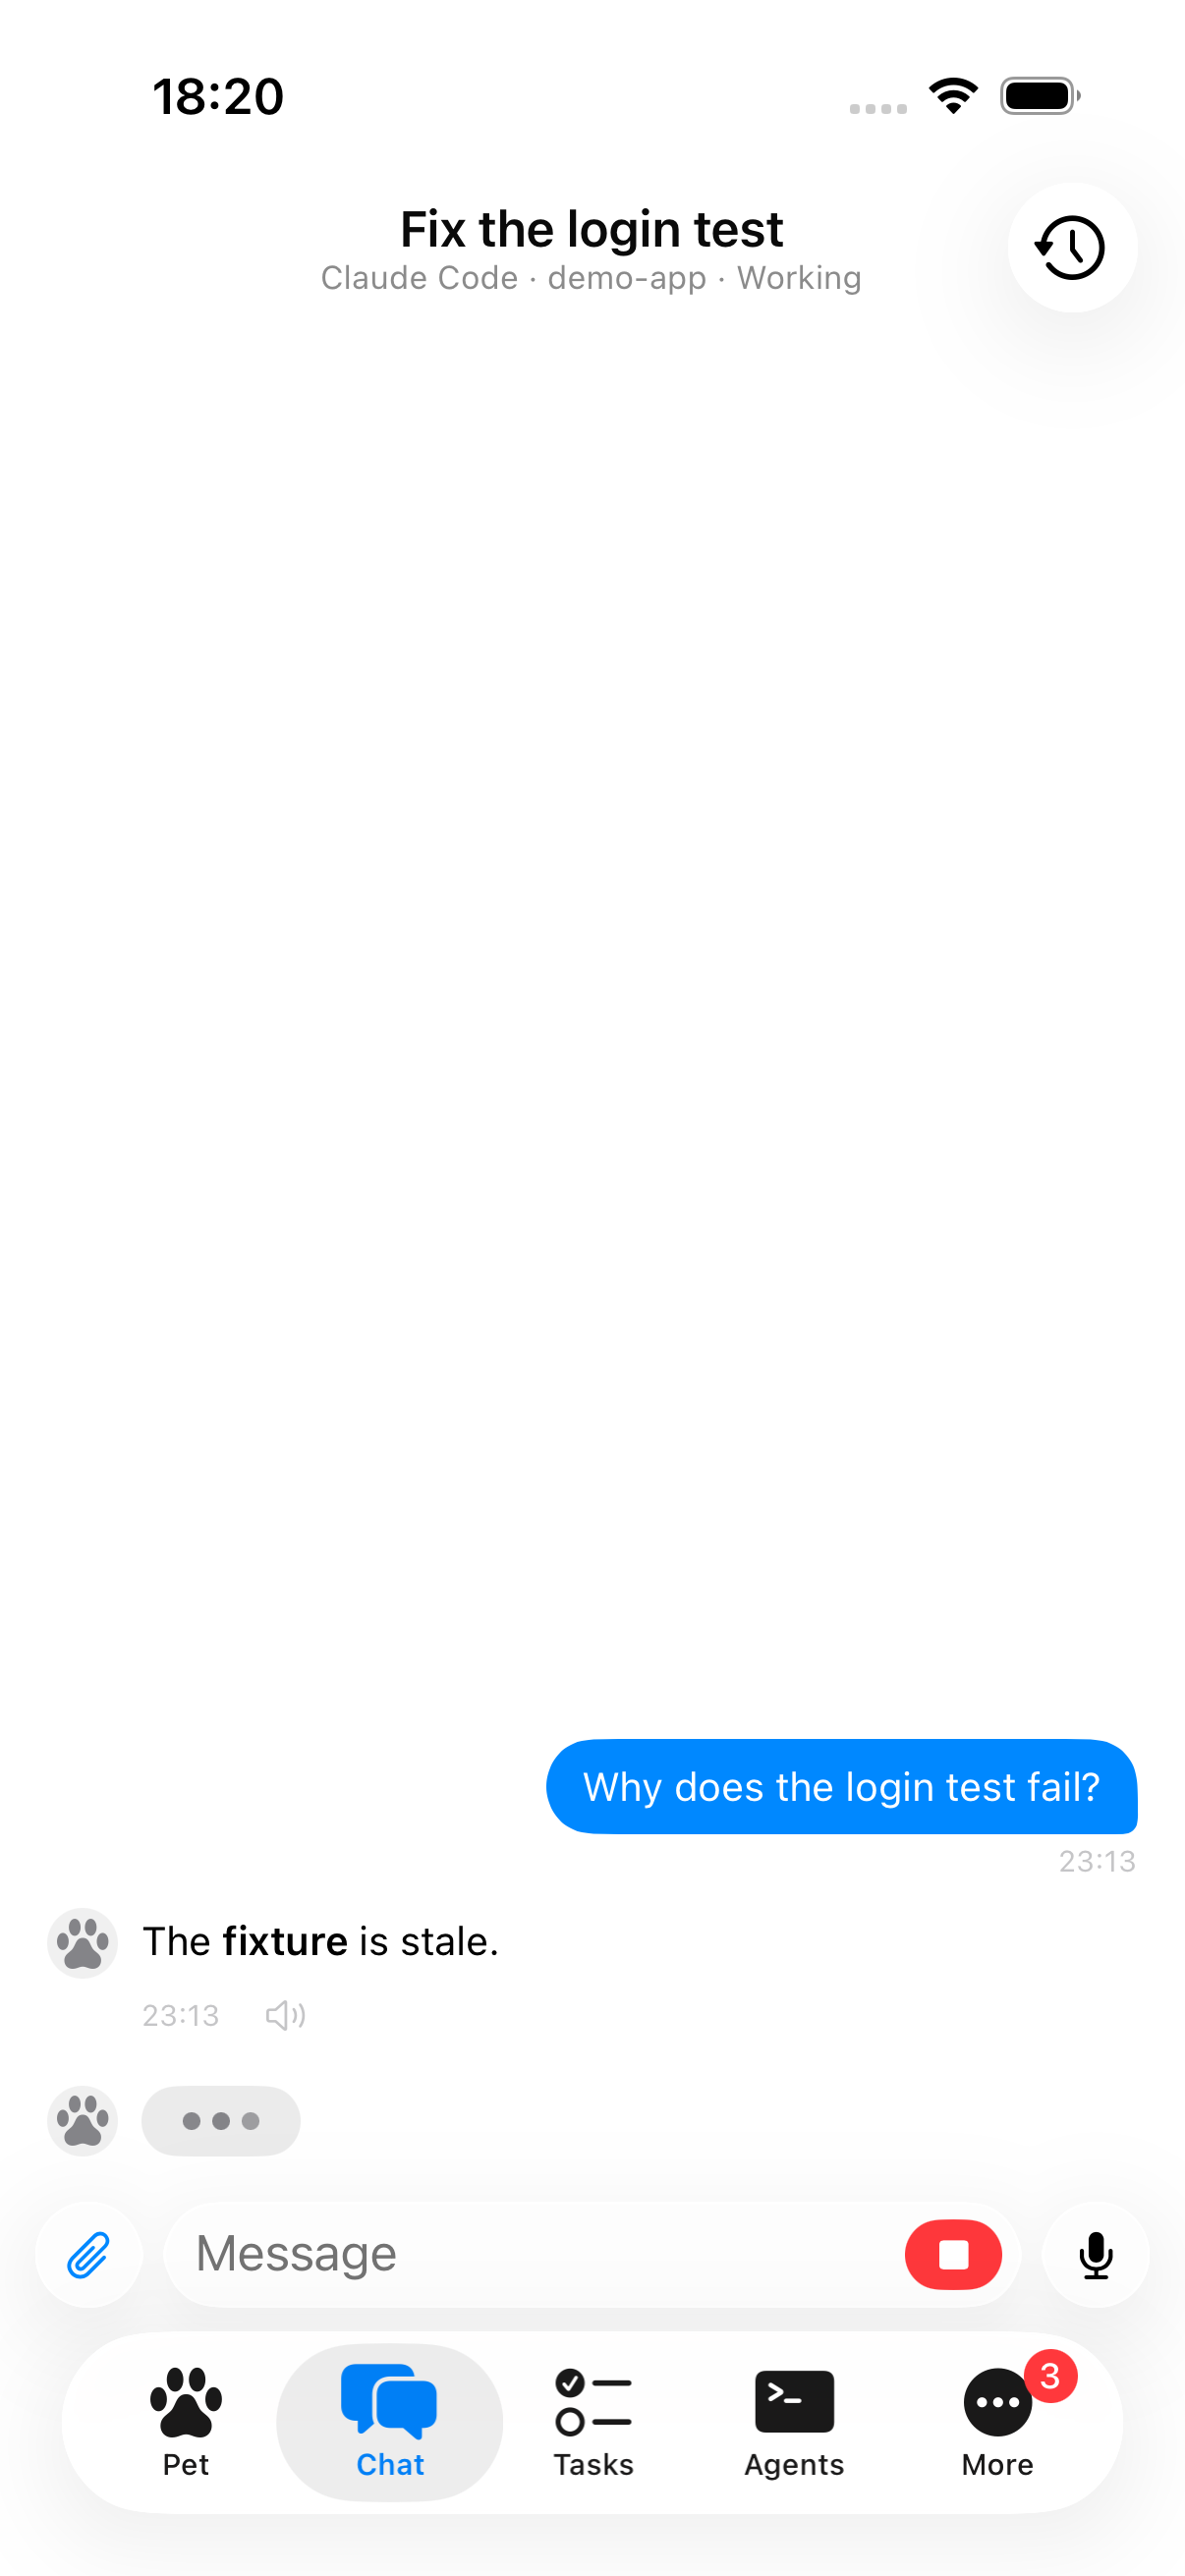 18:20
Fix the login test
Claude Code · demo-app · Working
Why does the login test fail?
23:13
The fixture is stale.
23:13
Message
3
Pet
Chat
Tasks
Agents
More